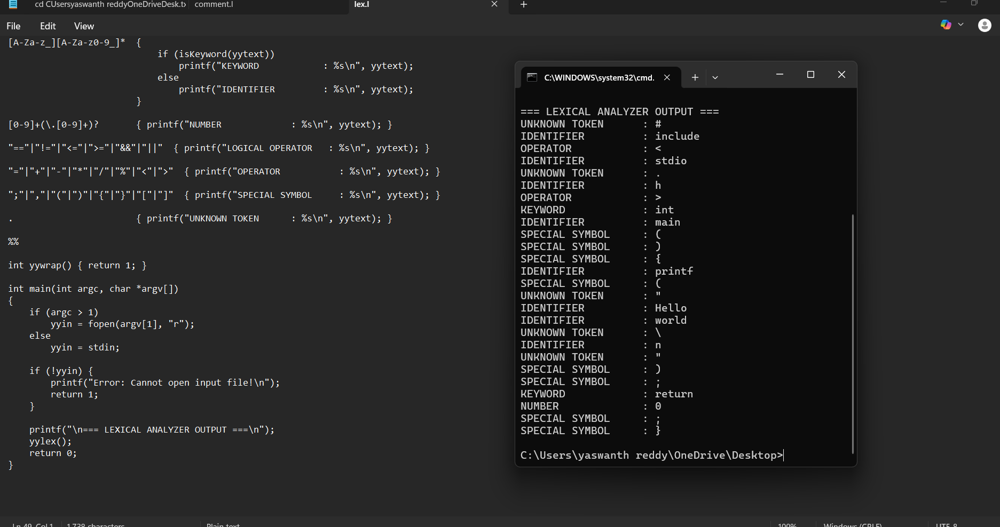 cd CUsersyaswanth reddyOneDriveDesk.tx comment.l lex.l
File Edit View
[A-Za-z_][A-Za-z0-9_]*  {
                            if (isKeyword(yytext))
                                printf("KEYWORD            : %s\n", yytext);
                            else
                                printf("IDENTIFIER         : %s\n", yytext);
                        }
[0-9]+(\.[0-9]+)?       { printf("NUMBER             : %s\n", yytext); }
"=="|"!="|"<="|">="|"&&"|"||"  { printf("LOGICAL OPERATOR   : %s\n", yytext); }
"="|"+"|"-"|"*"|"/"|"%"|"<"|">"  { printf("OPERATOR           : %s\n", yytext); }
";"|","|"("|")"|"{"|"}"|"["|"]"  { printf("SPECIAL SYMBOL     : %s\n", yytext); }
.                       { printf("UNKNOWN TOKEN      : %s\n", yytext); }
%%
int yywrap() { return 1; }
int main(int argc, char *argv[])
{
    if (argc > 1)
        yyin = fopen(argv[1], "r");
    else
        yyin = stdin;
    if (!yyin) {
        printf("Error: Cannot open input file!\n");
        return 1;
    }
    printf("\n=== LEXICAL ANALYZER OUTPUT ===\n");
    yylex();
    return 0;
}
C:\WINDOWS\system32\cmd.
=== LEXICAL ANALYZER OUTPUT ===
UNKNOWN TOKEN      : #
IDENTIFIER         : include
OPERATOR           : <
IDENTIFIER         : stdio
UNKNOWN TOKEN      : .
IDENTIFIER         : h
OPERATOR           : >
KEYWORD            : int
IDENTIFIER         : main
SPECIAL SYMBOL     : (
SPECIAL SYMBOL     : )
SPECIAL SYMBOL     : {
IDENTIFIER         : printf
SPECIAL SYMBOL     : (
UNKNOWN TOKEN      : "
IDENTIFIER         : Hello
IDENTIFIER         : world
UNKNOWN TOKEN      : \
IDENTIFIER         : n
UNKNOWN TOKEN      : "
SPECIAL SYMBOL     : )
SPECIAL SYMBOL     : ;
KEYWORD            : return
NUMBER             : 0
SPECIAL SYMBOL     : ;
SPECIAL SYMBOL     : }
C:\Users\yaswanth reddy\OneDrive\Desktop>
Ln 49, Col 1 1,738 characters Plain text 100% Windows (CRLF) UTF-8